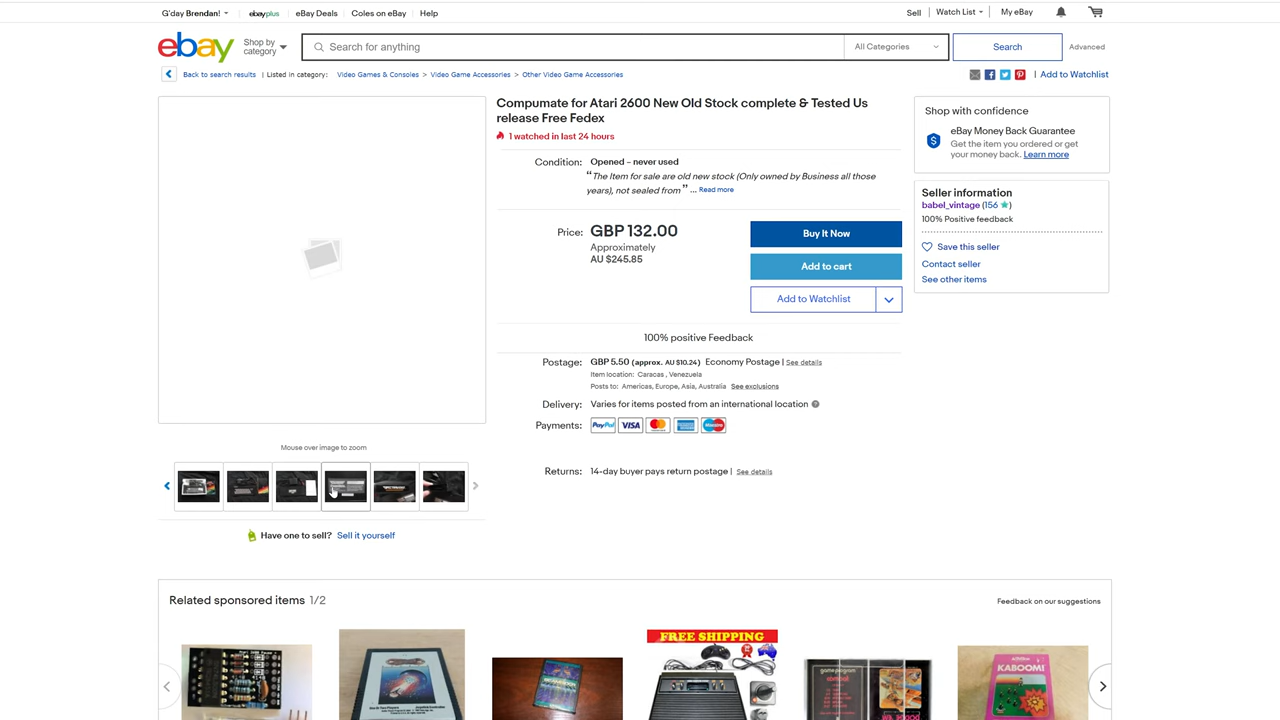 G'day Brendan!
ebayplus
eBay Deals
Coles on eBay
Help
Sell
Watch List
My eBay
ebay
Shop by
category
Search for anything
All Categories
Search
Advanced
Back to search results | Listed in category: Video Games & Consoles > Video Game Accessories > Other Video Game Accessories
| Add to Watchlist
Compumate for Atari 2600 New Old Stock complete & Tested Us
release Free Fedex
1 watched in last 24 hours
Condition: Opened – never used
“The Item for sale are old new stock (Only owned by Business all those
years), not sealed from” ... Read more
Price: GBP 132.00
Approximately
AU $245.85
Buy It Now
Add to cart
Add to Watchlist
100% positive Feedback
Postage: GBP 5.50 (approx. AU $10.24) Economy Postage | See details
Item location: Caracas , Venezuela
Posts to: Americas, Europe, Asia, Australia See exclusions
Delivery: Varies for items posted from an international location
Payments: PayPal VISA
Returns: 14-day buyer pays return postage | See details
Shop with confidence
eBay Money Back Guarantee
Get the item you ordered or get
your money back. Learn more
Seller information
babel_vintage (156)
100% Positive feedback
Save this seller
Contact seller
See other items
Mouse over image to zoom
Have one to sell? Sell it yourself
Related sponsored items 1/2
Feedback on our suggestions
FREE SHIPPING
KABOOM!